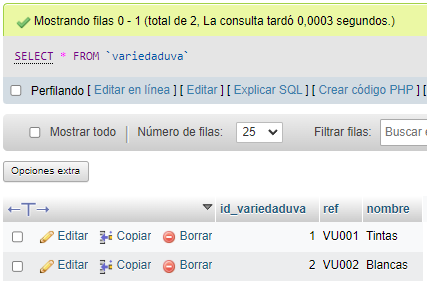 Mostrando filas 0 - 1 (total de 2, La consulta tardó 0,0003 segundos.)
SELECT * FROM `variedaduva`
Perfilando [ Editar en línea ] [ Editar ] [ Explicar SQL ] [ Crear código PHP ] [
Mostrar todo Número de filas: 25 Filtrar filas: Buscar e
Opciones extra
←T→ id_variedaduva ref nombre
Editar Copiar Borrar 1 VU001 Tintas
Editar Copiar Borrar 2 VU002 Blancas